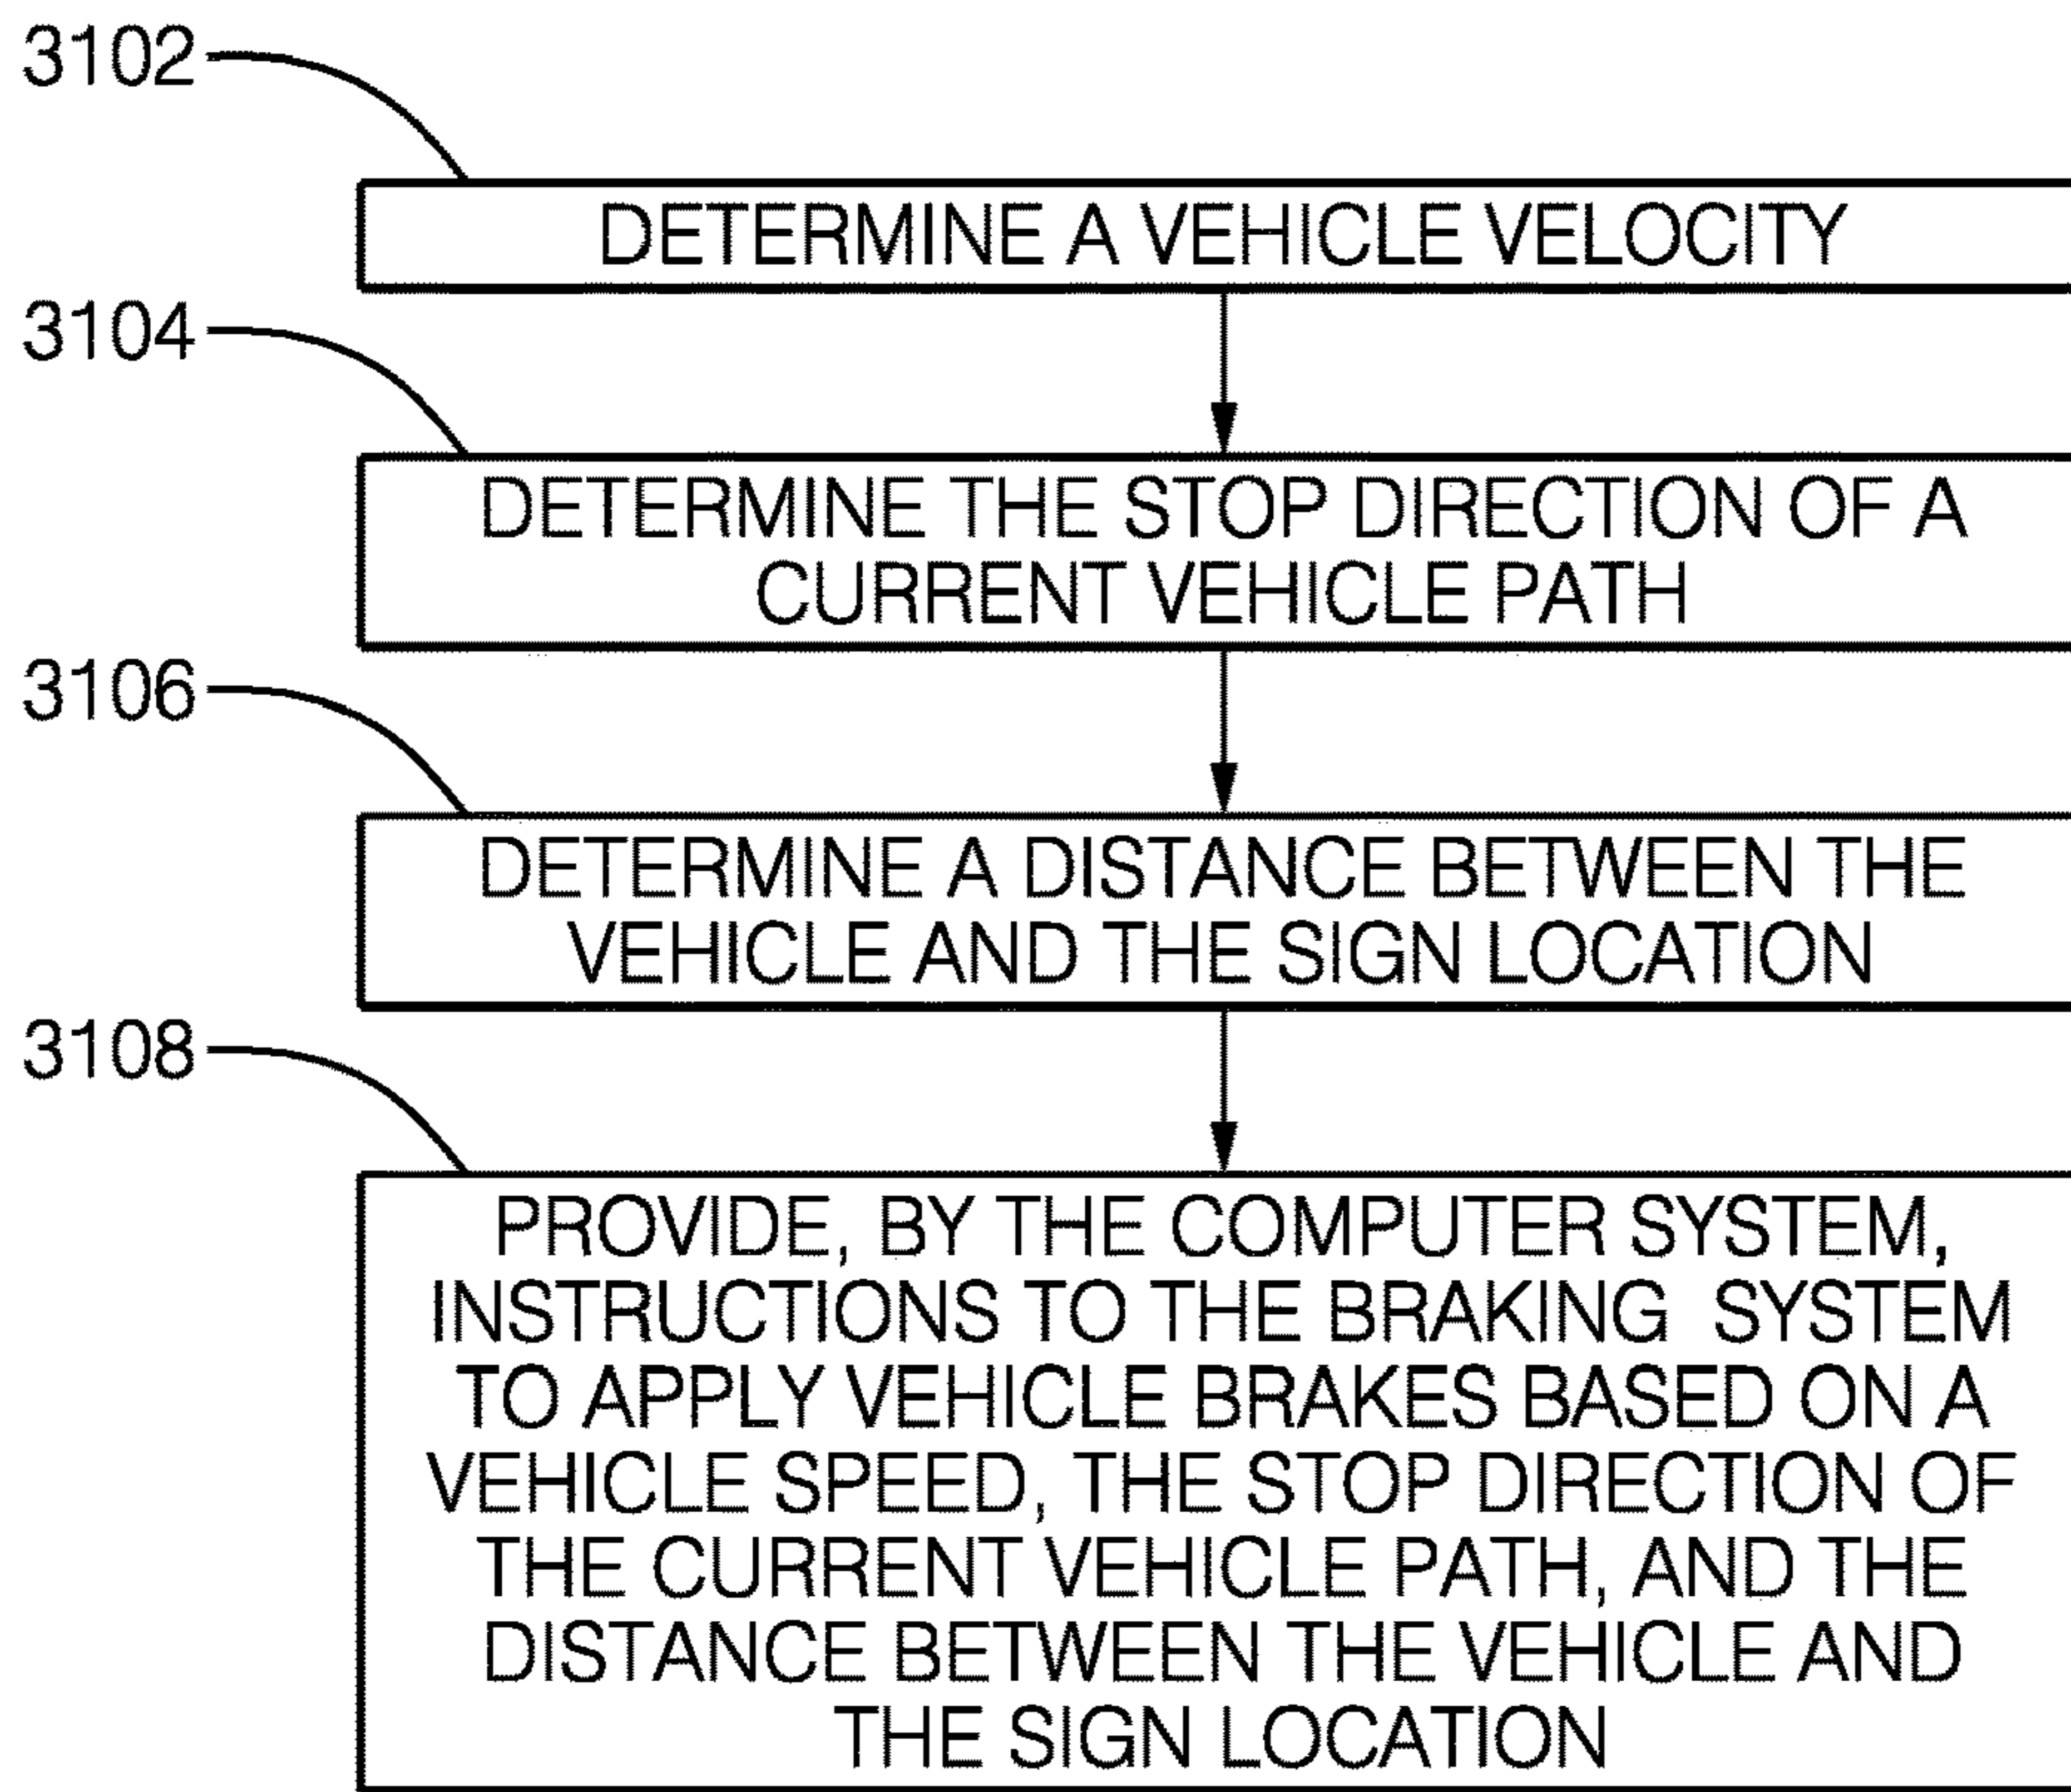 3102
DETERMINE A VEHICLE VELOCITY
3104
DETERMINE THE STOP DIRECTION OF A
CURRENT VEHICLE PATH
3106
DETERMINE A DISTANCE BETWEEN THE
VEHICLE AND THE SIGN LOCATION
3108
PROVIDE, BY THE COMPUTER SYSTEM,
INSTRUCTIONS TO THE BRAKING SYSTEM
TO APPLY VEHICLE BRAKES BASED ON A
VEHICLE SPEED, THE STOP DIRECTION OF
THE CURRENT VEHICLE PATH, AND THE
DISTANCE BETWEEN THE VEHICLE AND
THE SIGN LOCATION